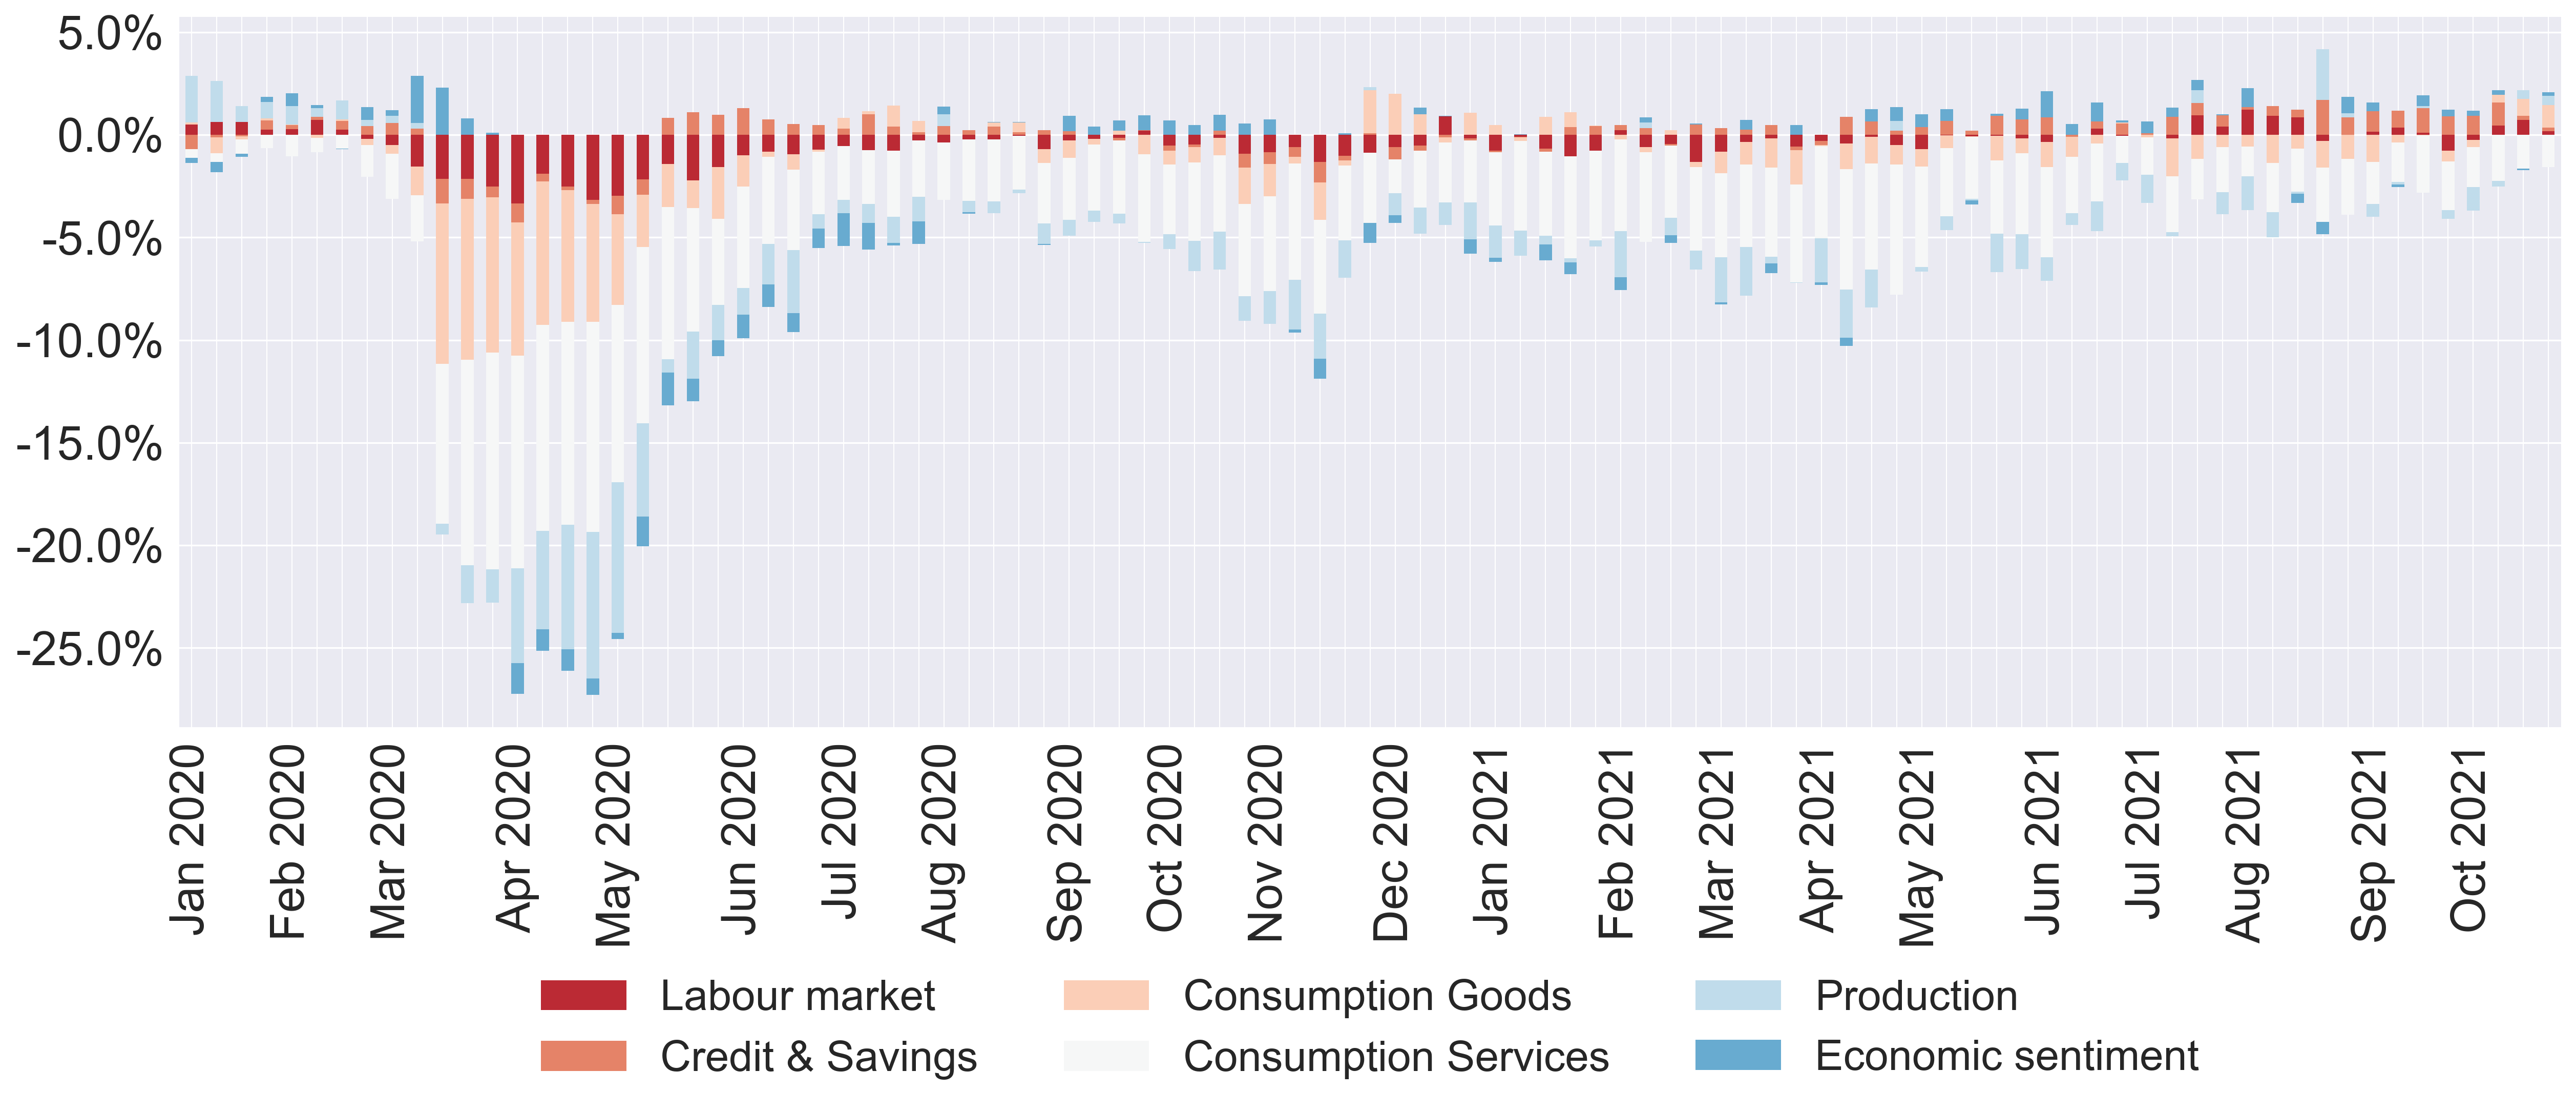 5.0%
0.0%
-5.0%
-10.0%
-15.0%
-20.0%
-25.0%
Jan 2020
Feb 2020
Mar 2020
Apr 2020
May 2020
Jun 2020
Jul 2020
Aug 2020
Sep 2020
Oct 2020
Nov 2020
Dec 2020
Jan 2021
Feb 2021
Mar 2021
Apr 2021
May 2021
Jun 2021
Jul 2021
Aug 2021
Sep 2021
Oct 2021
Labour market
Credit & Savings
Consumption Goods
Consumption Services
Production
Economic sentiment